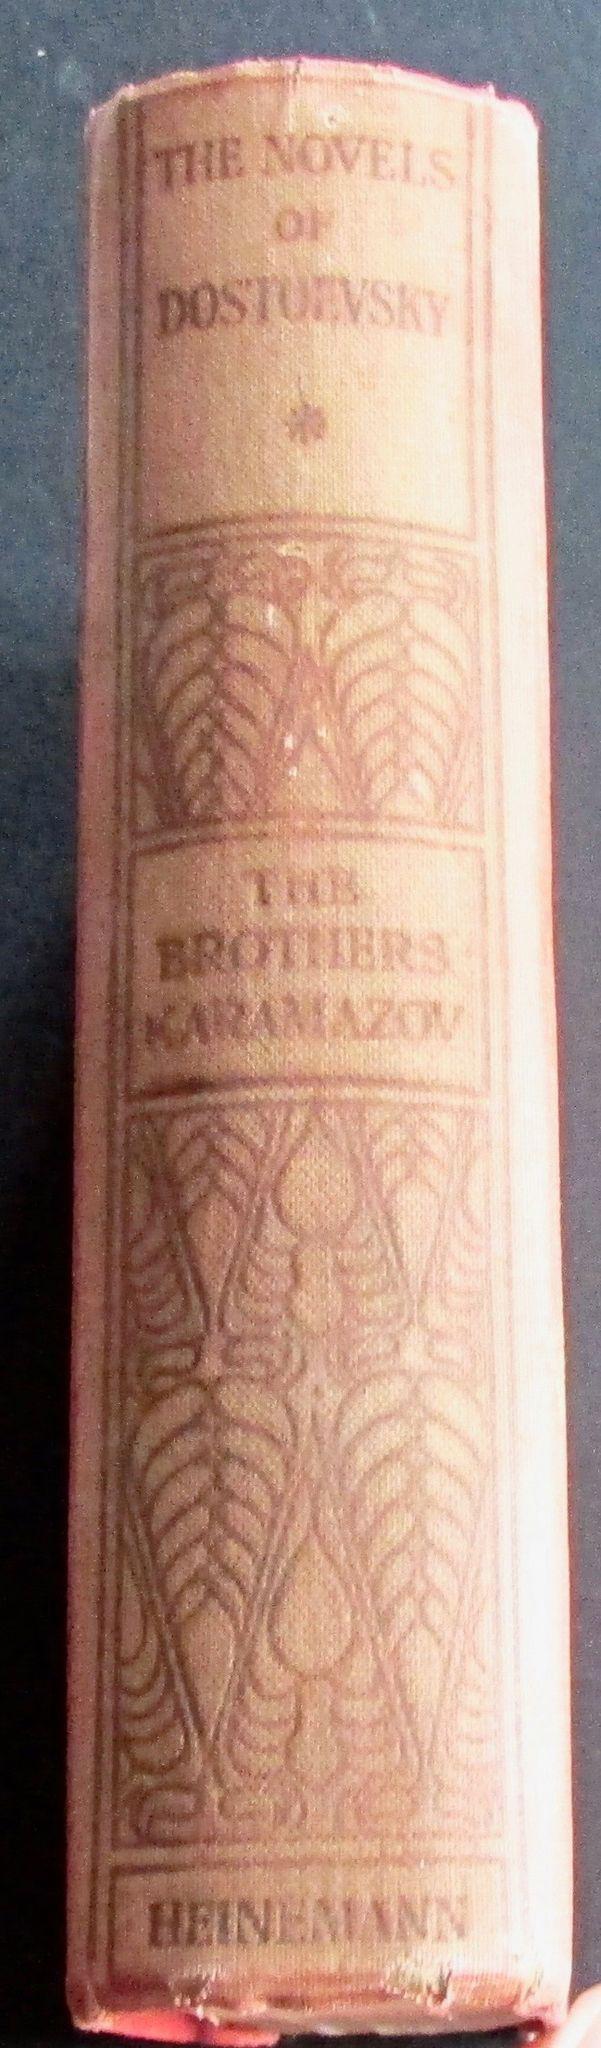 THE NOVELS
OF
DOSTOEVSKY
*
THE
BROTHERS
KARAMAZOV
HEINEMANN